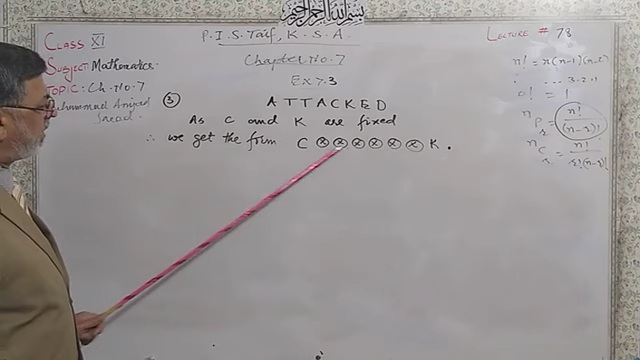 بسم الله الرحمن الرحيم
P.I.S. Taif, K.S.A.
LECTURE # 78
CLASS XI
SUBJECT: Mathematics.
TOPIC: Ch. No. 7
Muhammad Amjad
Chapter No. 7
Ex 7.3
③ ATTACKED
As C and K are fixed
∴ we get the form C ⊗ ⊗ ⊗ ⊗ ⊗ ⊗ K.
n! = n(n-1)(n-2)
... 3.2.1
0! = 1
nPr = n!/(n-r)!
nCr = n!/r!(n-r)!